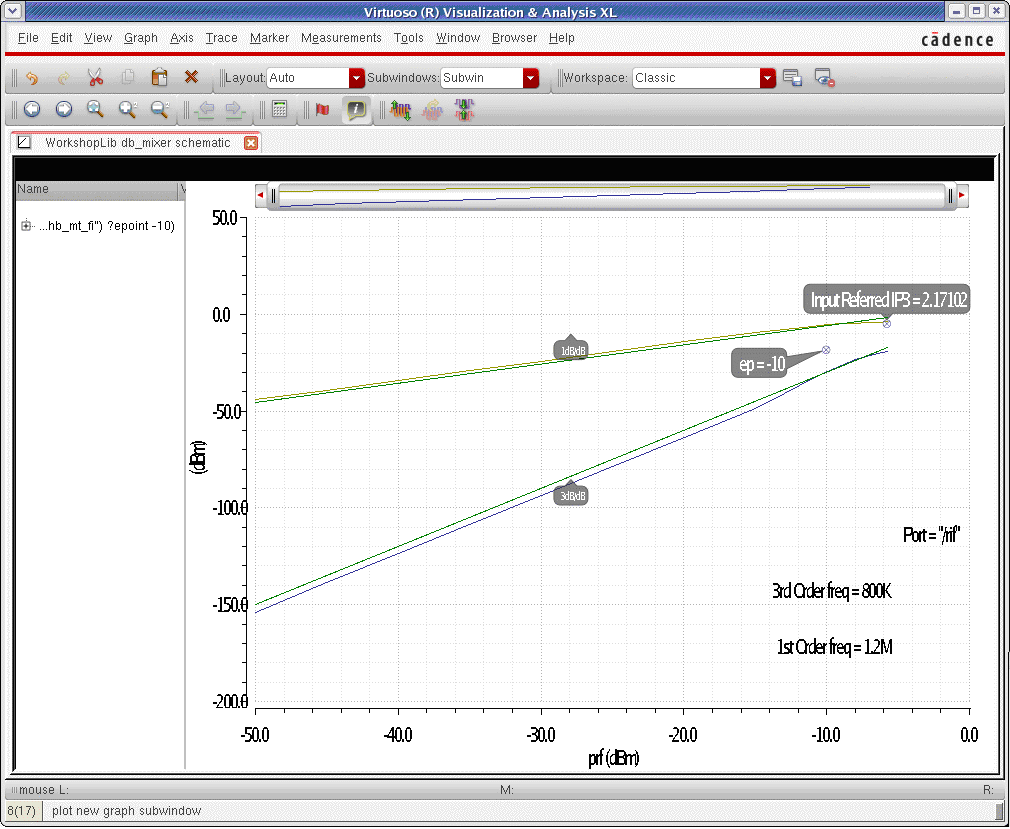 Virtuoso (R) Visualization & Analysis XL
File Edit View Graph Axis Trace Marker Measurements Tools Window Browser Help
cādence
Layout: Auto Subwindows: Subwin Workspace: Classic
WorkshopLib db_mixer schematic
Name V
...hb_mt_fi") ?epoint -10)
50.0
0.0
-50.0
-100.0
-150.0
-200.0
(dBm)
Input Referred IP3 = 2.17102
1dB/dB
ep = -10
3dB/dB
Port = "/rif"
3rd Order freq = 800K
1st Order freq = 1.2M
-50.0 -40.0 -30.0 -20.0 -10.0 0.0
prf (dBm)
mouse L: M: R:
8(17) plot new graph subwindow